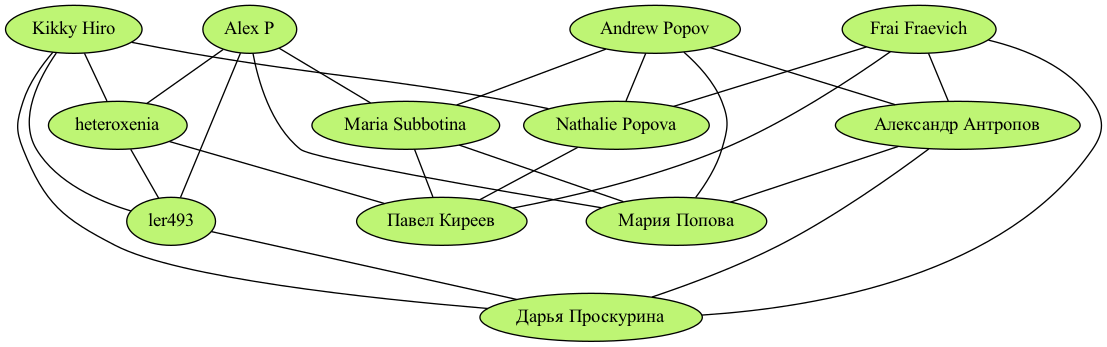 Kikky Hiro
Alex P
Andrew Popov
Frai Fraevich
heteroxenia
Maria Subbotina
Nathalie Popova
Александр Антропов
ler493
Павел Киреев
Мария Попова
Дарья Проскурина